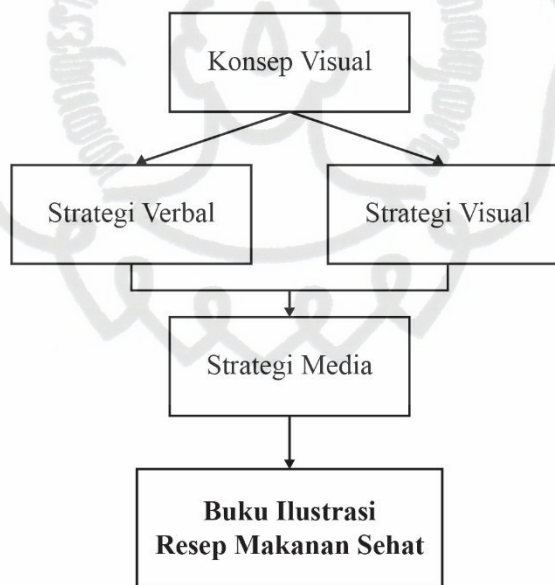 Konsep Visual
Strategi Verbal
Strategi Visual
Strategi Media
Buku Ilustrasi
Resep Makanan Sehat